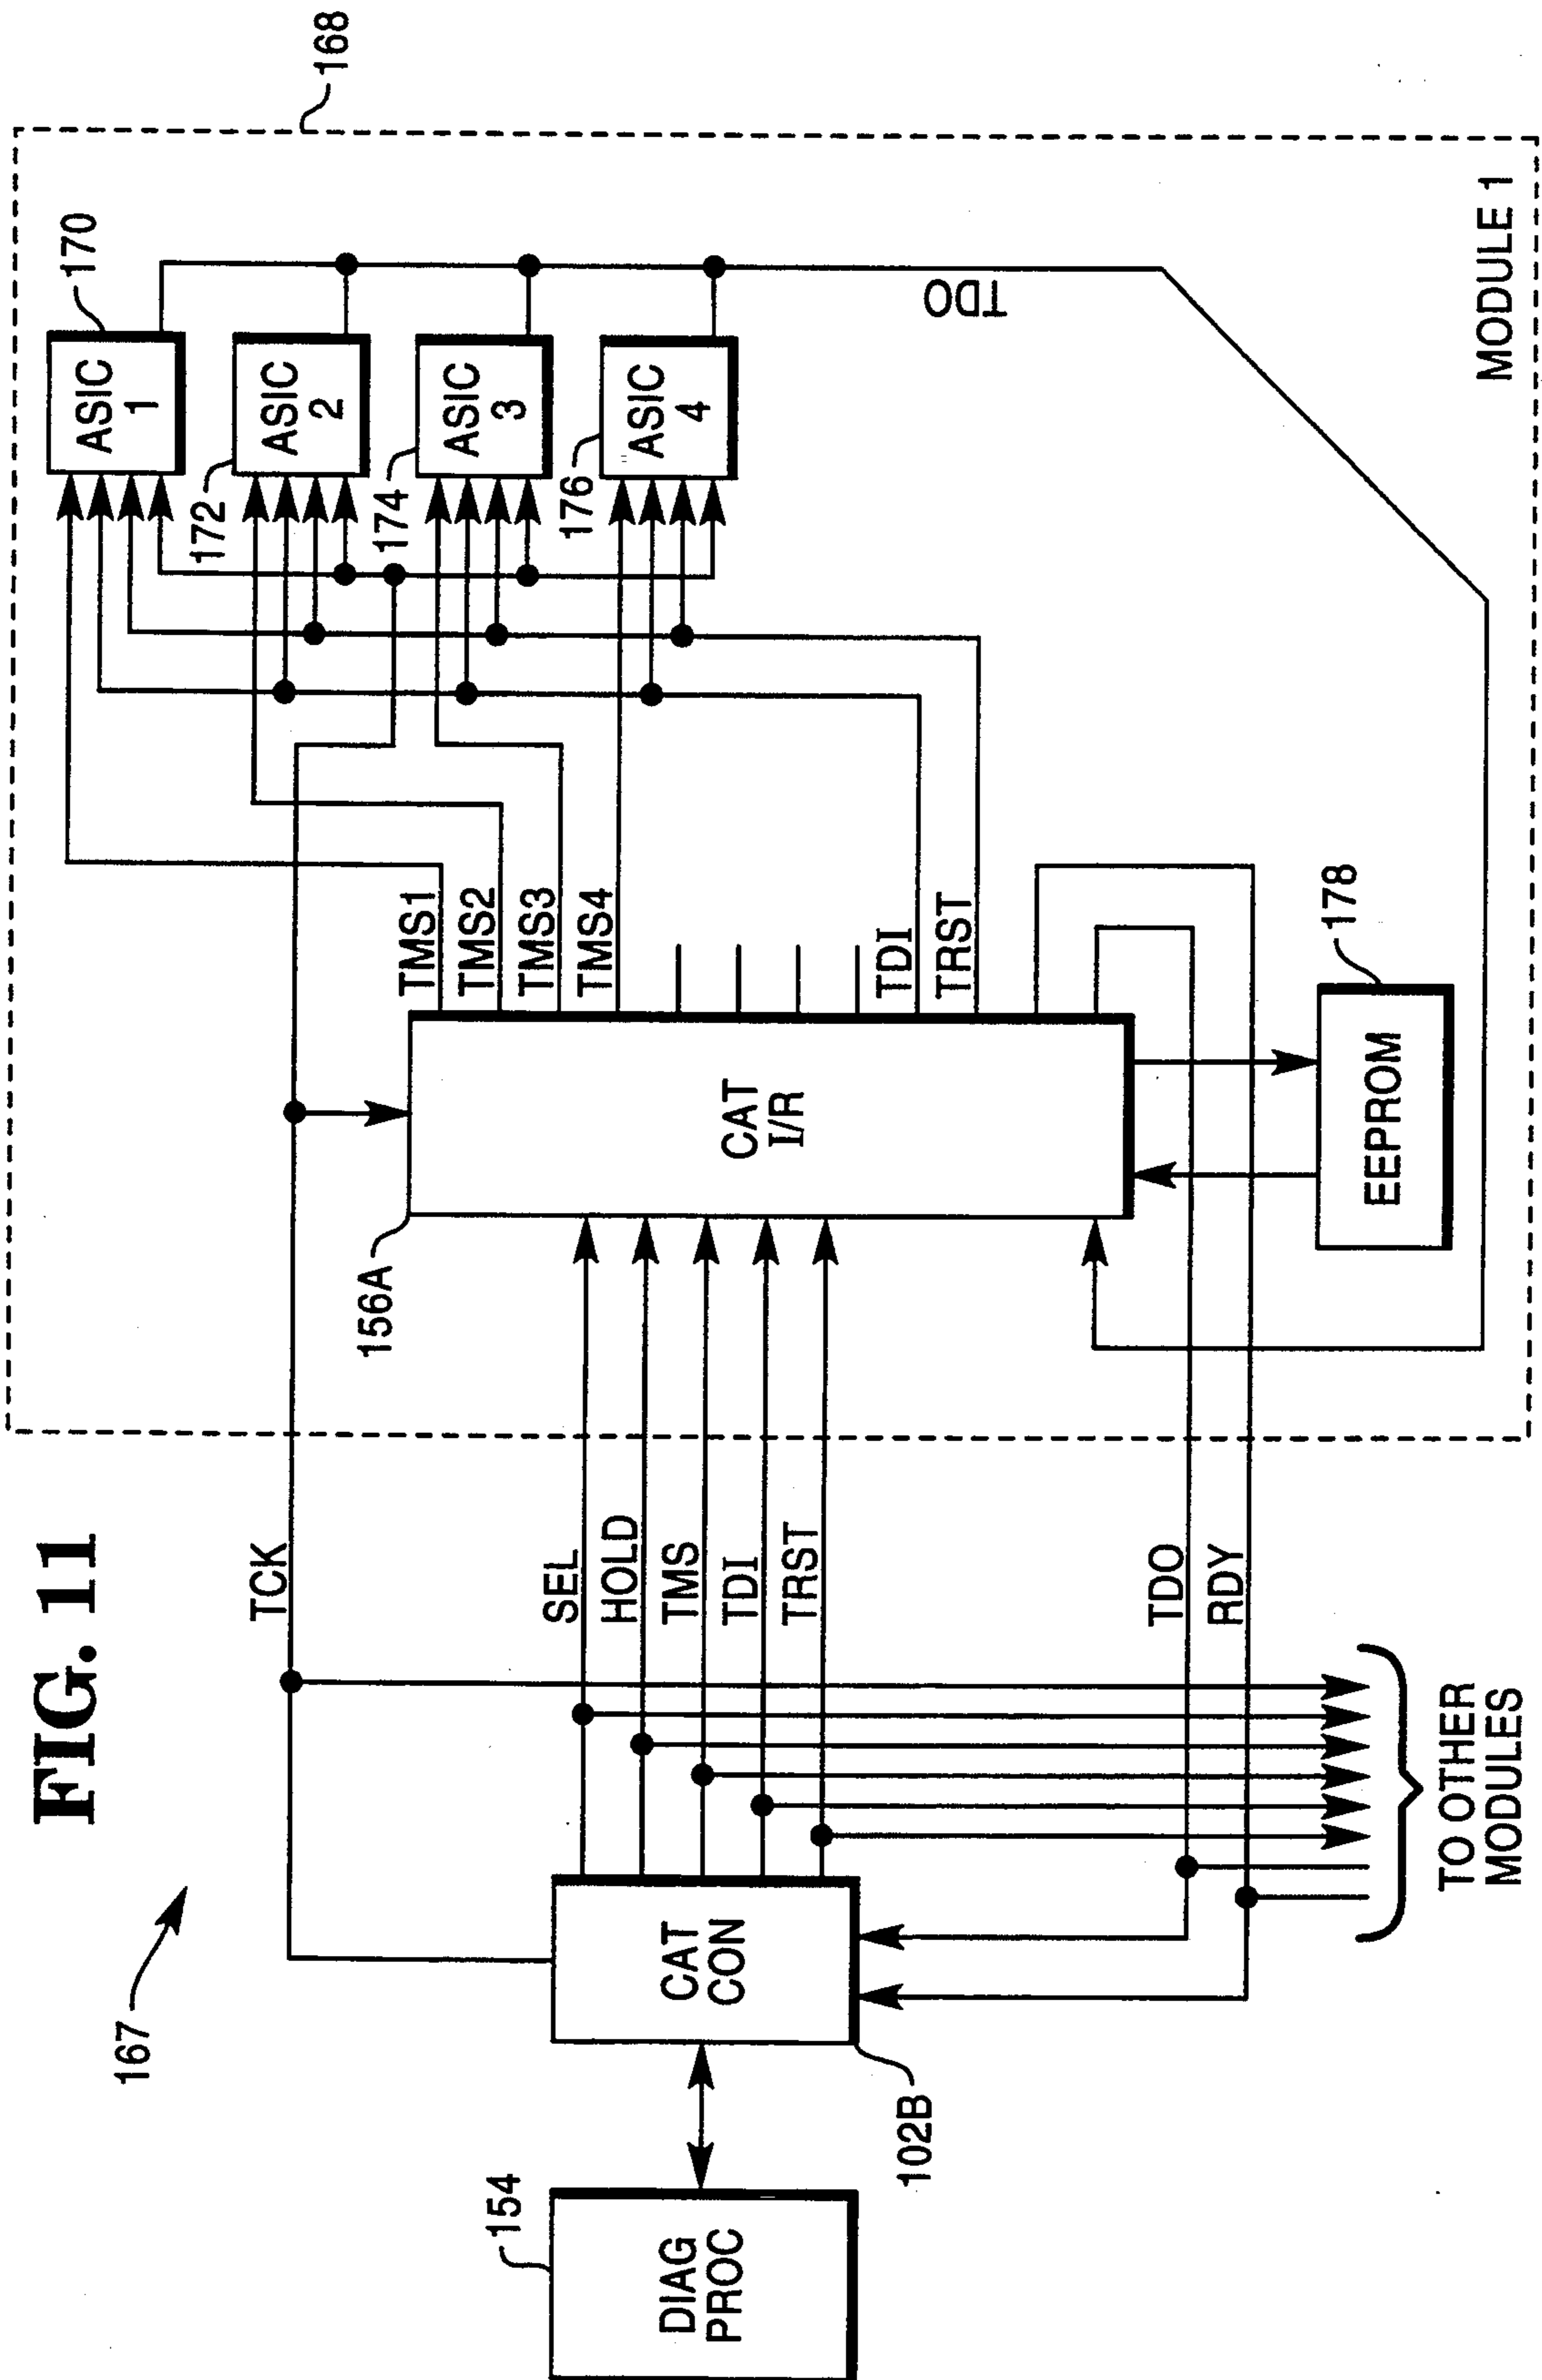 FIG. 11
167
168
TCK
SEL
HOLD
TMS
TDI
TRST
TDO
RDY
154
DIAG
PROC
CAT
CON
102B
TO OTHER
MODULES
156A
CAT
I/R
TMS1
TMS2
TMS3
TMS4
TDI
TRST
EEPROM
178
170
ASIC
1
172
ASIC
2
174
ASIC
3
176
ASIC
4
TDO
MODULE 1